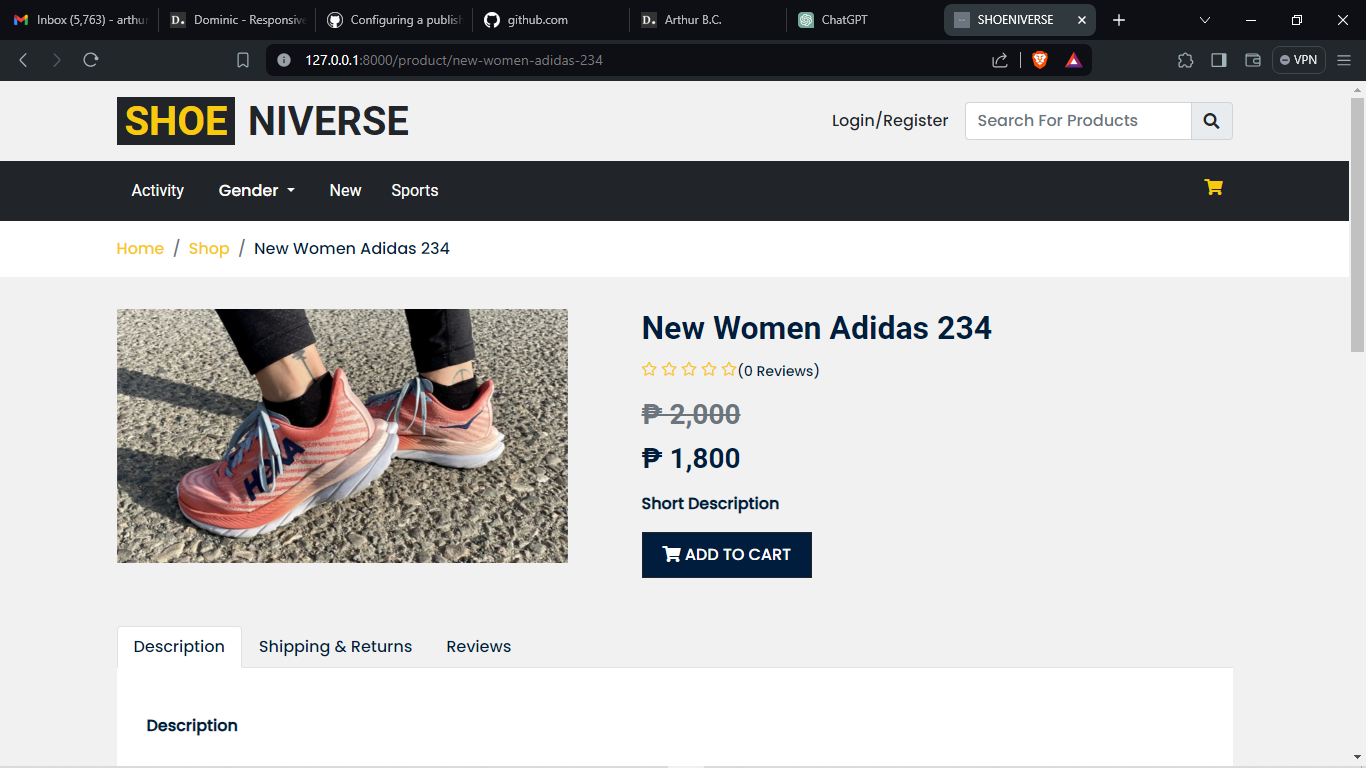 Inbox (5,763) - arthur
Dominic - Responsive
Configuring a publish
github.com
Arthur B.C.
ChatGPT
SHOENIVERSE
127.0.0.1:8000/product/new-women-adidas-234
VPN
SHOE NIVERSE
Login/Register
Search For Products
Activity
Gender
New
Sports
Home / Shop / New Women Adidas 234
HOKA
New Women Adidas 234
(0 Reviews)
₱ 2,000
₱ 1,800
Short Description
ADD TO CART
Description
Shipping & Returns
Reviews
Description